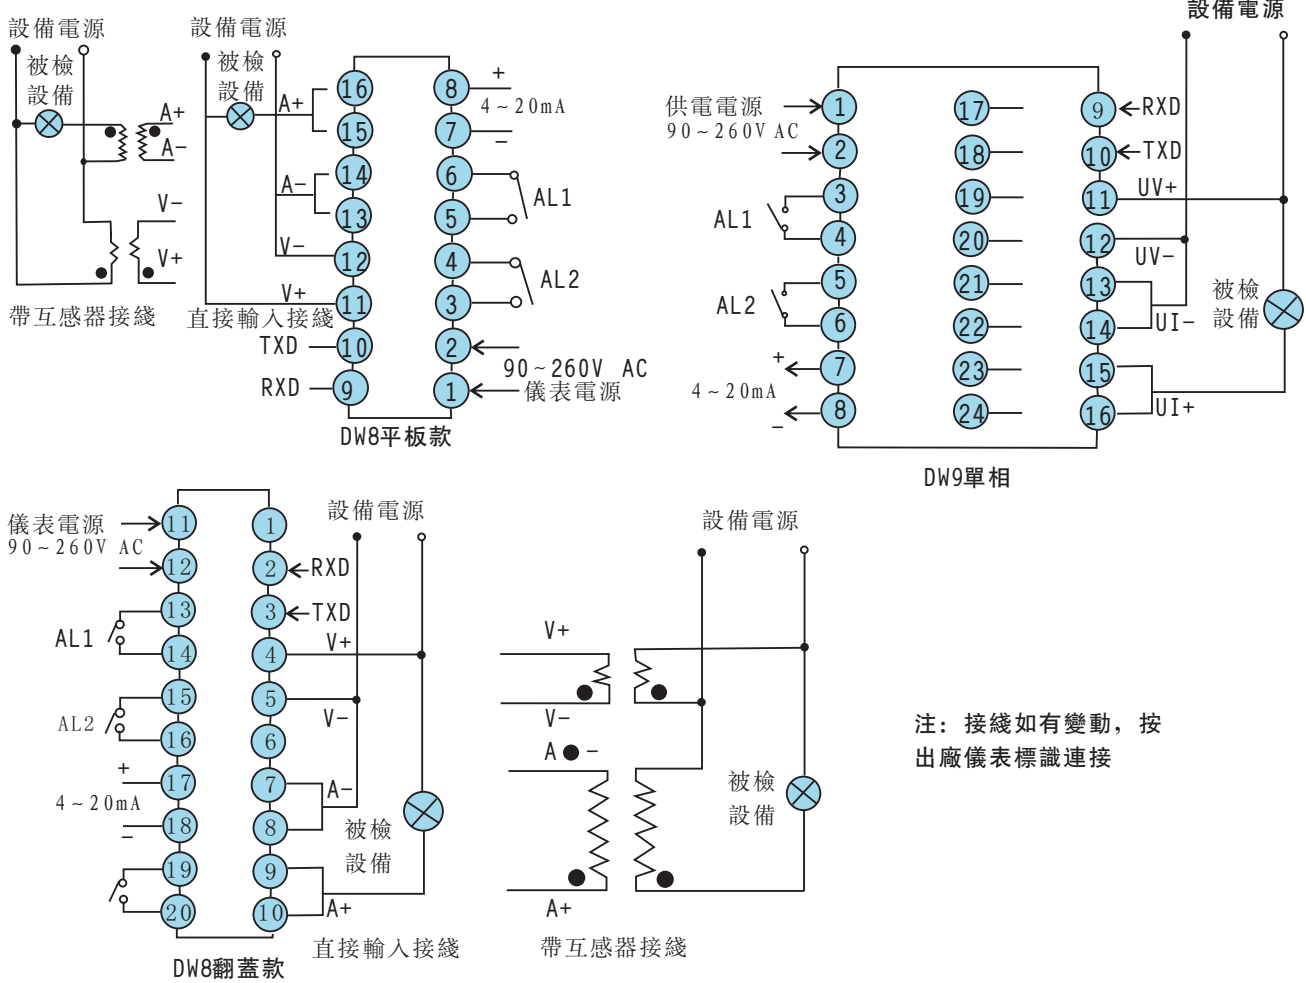 設備電源
被檢
設備
A+
A-
V-
V+
帶互感器接綫
設備電源
被檢
設備
A+
A-
V-
V+
直接輸入接綫
TXD
RXD
16
15
14
13
12
11
10
9
8
7
6
5
4
3
2
1
+
4~20mA
-
AL1
AL2
90~260V AC
儀表電源
DW8平板款
設備電源
供電電源
90~260V AC
AL1
AL2
+
4~20mA
-
1
2
3
4
5
6
7
8
17
18
19
20
21
22
23
24
9
10
11
12
13
14
15
16
RXD
TXD
UV+
UV-
UI-
UI+
被檢
設備
DW9單相
儀表電源
90~260V AC
AL1
AL2
+
4~20mA
-
11
12
13
14
15
16
17
18
19
20
1
2
3
4
5
6
7
8
9
10
RXD
TXD
V+
V-
A-
A+
設備電源
被檢
設備
直接輸入接綫
DW8翻蓋款
設備電源
V+
V-
A -
A+
被檢
設備
帶互感器接綫
注：接綫如有變動，按
出廠儀表標識連接